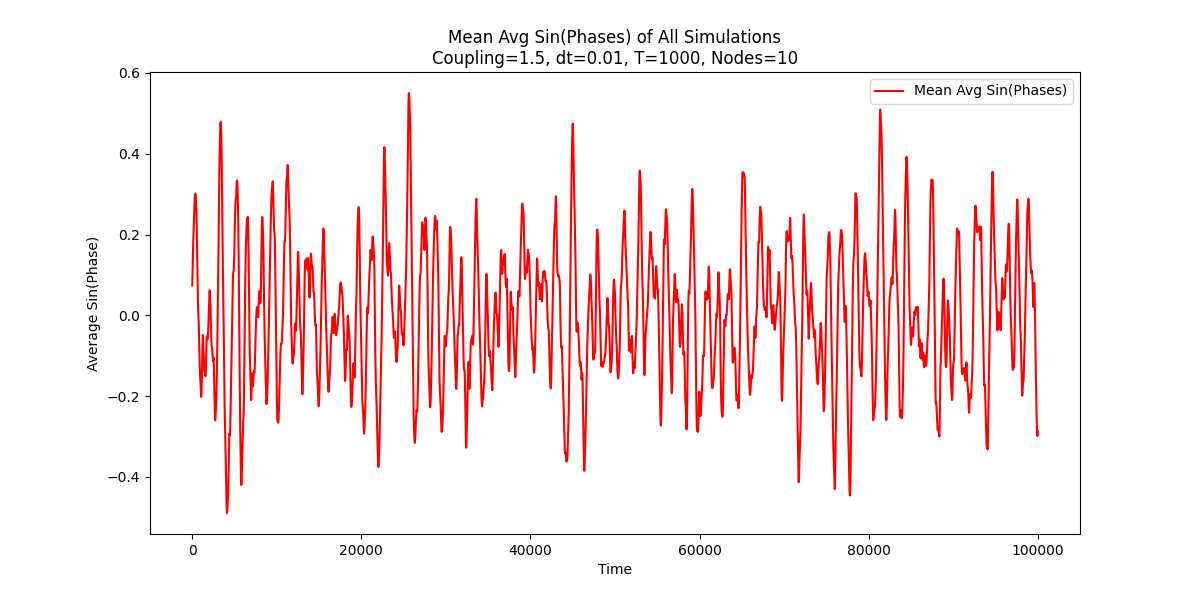 Mean Avg Sin(Phases) of All Simulations
Coupling=1.5, dt=0.01, T=1000, Nodes=10
Mean Avg Sin(Phases)
Average Sin(Phase)
0.6
0.4
0.2
0.0
−0.2
−0.4
0 20000 40000 60000 80000 100000
Time